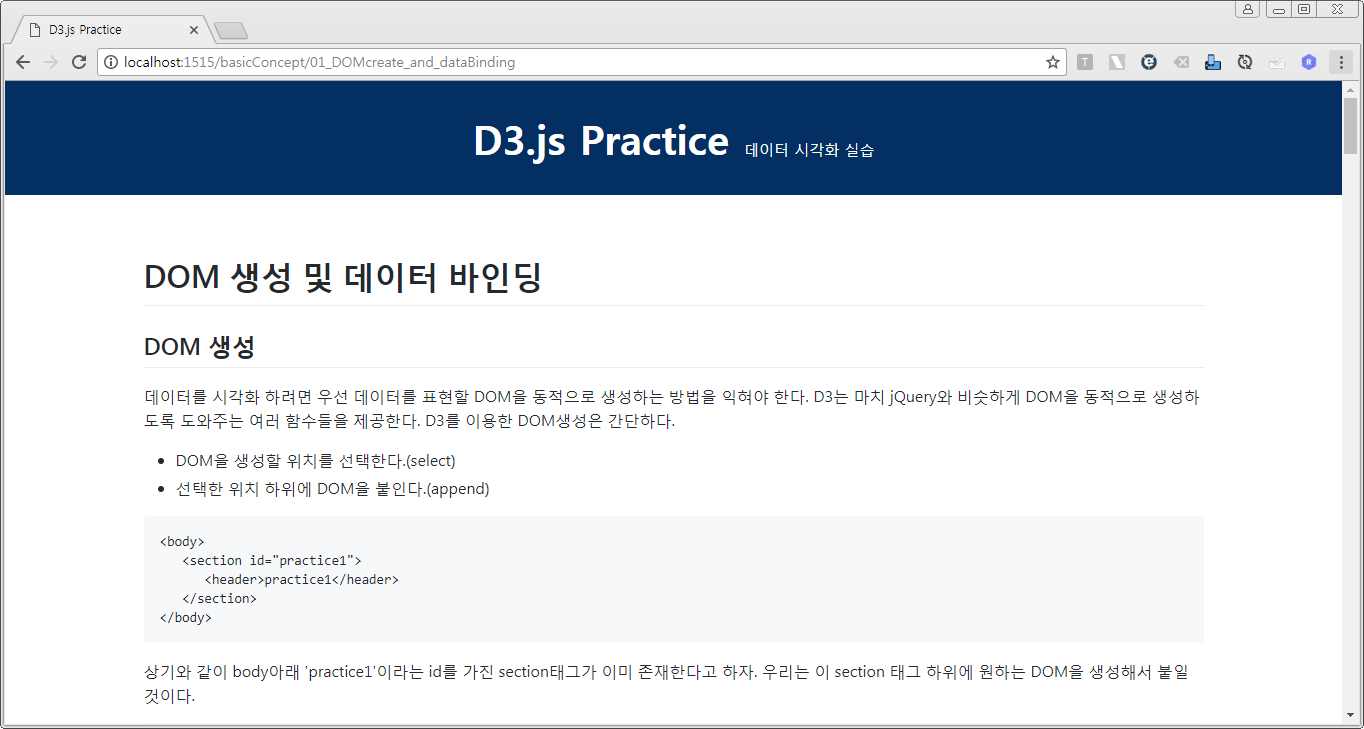 D3.js Practice
localhost:1515/basicConcept/01_DOMcreate_and_dataBinding
D3.js Practice 데이터 시각화 실습
DOM 생성 및 데이터 바인딩
DOM 생성
데이터를 시각화 하려면 우선 데이터를 표현할 DOM을 동적으로 생성하는 방법을 익혀야 한다. D3는 마치 jQuery와 비슷하게 DOM을 동적으로 생성하
도록 도와주는 여러 함수들을 제공한다. D3를 이용한 DOM생성은 간단하다.
• DOM을 생성할 위치를 선택한다.(select)
• 선택한 위치 하위에 DOM을 붙인다.(append)
<body>
   <section id="practice1">
      <header>practice1</header>
   </section>
</body>
상기와 같이 body아래 'practice1'이라는 id를 가진 section태그가 이미 존재한다고 하자. 우리는 이 section 태그 하위에 원하는 DOM을 생성해서 붙일
것이다.